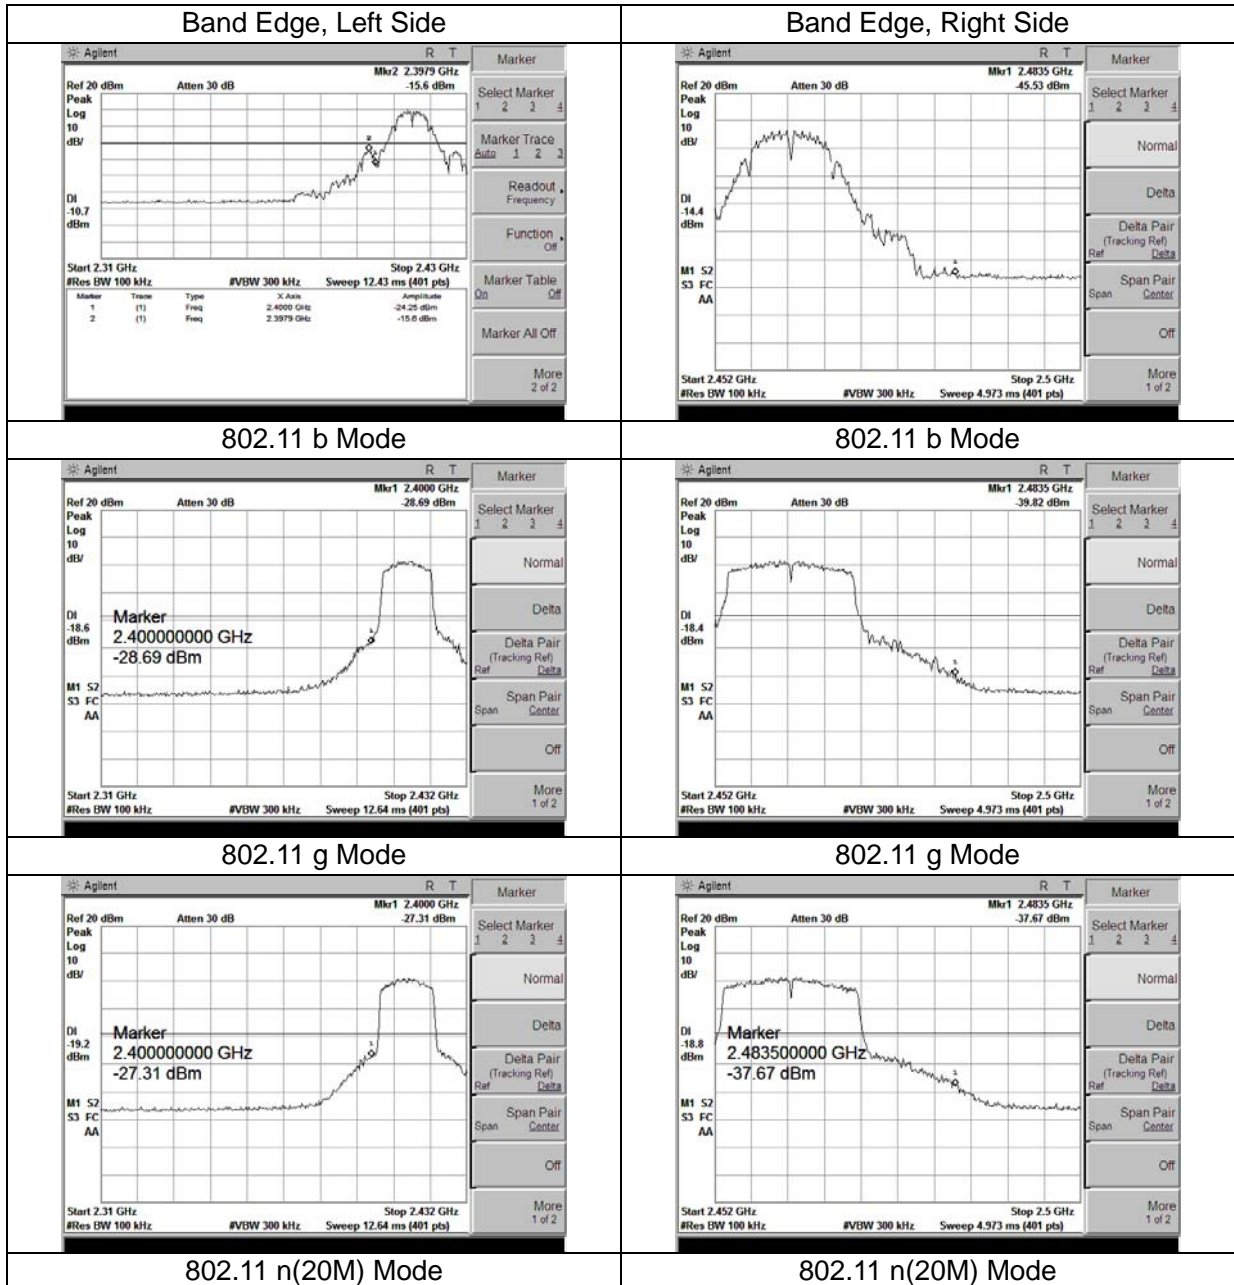 Band Edge, Left Side
Band Edge, Right Side
Agilent R T
Mkr2 2.3979 GHz
Ref 20 dBm Atten 30 dB -15.6 dBm
Peak
Log
10
dB/
DI
-10.7
dBm
2
1
Start 2.31 GHz Stop 2.43 GHz
#Res BW 100 kHz #VBW 300 kHz Sweep 12.43 ms (401 pts)
Marker Trace Type X Axis Amplitude
1 (1) Freq 2.4000 GHz -24.25 dBm
2 (1) Freq 2.3979 GHz -15.6 dBm
Marker
Select Marker
1 2 3 4
Marker Trace
Auto 1 2 3
Readout
Frequency
Function
Off
Marker Table
On Off
Marker All Off
More
2 of 2
Agilent R T
Mkr1 2.4835 GHz
Ref 20 dBm Atten 30 dB -45.53 dBm
Peak
Log
10
dB/
DI
-14.4
dBm
1
M1 S2
S3 FC
AA
Start 2.452 GHz Stop 2.5 GHz
#Res BW 100 kHz #VBW 300 kHz Sweep 4.973 ms (401 pts)
Marker
Select Marker
1 2 3 4
Normal
Delta
Delta Pair
(Tracking Ref)
Ref Delta
Span Pair
Span Center
Off
More
1 of 2
802.11 b Mode
802.11 b Mode
Agilent R T
Mkr1 2.4000 GHz
Ref 20 dBm Atten 30 dB -28.69 dBm
Peak
Log
10
dB/
DI
-18.6
dBm
Marker
2.400000000 GHz
-28.69 dBm
1
M1 S2
S3 FC
AA
Start 2.31 GHz Stop 2.432 GHz
#Res BW 100 kHz #VBW 300 kHz Sweep 12.64 ms (401 pts)
Marker
Select Marker
1 2 3 4
Normal
Delta
Delta Pair
(Tracking Ref)
Ref Delta
Span Pair
Span Center
Off
More
1 of 2
Agilent R T
Mkr1 2.4835 GHz
Ref 20 dBm Atten 30 dB -39.82 dBm
Peak
Log
10
dB/
DI
-18.4
dBm
1
M1 S2
S3 FC
AA
Start 2.452 GHz Stop 2.5 GHz
#Res BW 100 kHz #VBW 300 kHz Sweep 4.973 ms (401 pts)
Marker
Select Marker
1 2 3 4
Normal
Delta
Delta Pair
(Tracking Ref)
Ref Delta
Span Pair
Span Center
Off
More
1 of 2
802.11 g Mode
802.11 g Mode
Agilent R T
Mkr1 2.4000 GHz
Ref 20 dBm Atten 30 dB -27.31 dBm
Peak
Log
10
dB/
DI
-19.2
dBm
Marker
2.400000000 GHz
-27.31 dBm
1
M1 S2
S3 FC
AA
Start 2.31 GHz Stop 2.432 GHz
#Res BW 100 kHz #VBW 300 kHz Sweep 12.64 ms (401 pts)
Marker
Select Marker
1 2 3 4
Normal
Delta
Delta Pair
(Tracking Ref)
Ref Delta
Span Pair
Span Center
Off
More
1 of 2
Agilent R T
Mkr1 2.4835 GHz
Ref 20 dBm Atten 30 dB -37.67 dBm
Peak
Log
10
dB/
DI
-18.8
dBm
Marker
2.483500000 GHz
-37.67 dBm
1
M1 S2
S3 FC
AA
Start 2.452 GHz Stop 2.5 GHz
#Res BW 100 kHz #VBW 300 kHz Sweep 4.973 ms (401 pts)
Marker
Select Marker
1 2 3 4
Normal
Delta
Delta Pair
(Tracking Ref)
Ref Delta
Span Pair
Span Center
Off
More
1 of 2
802.11 n(20M) Mode
802.11 n(20M) Mode